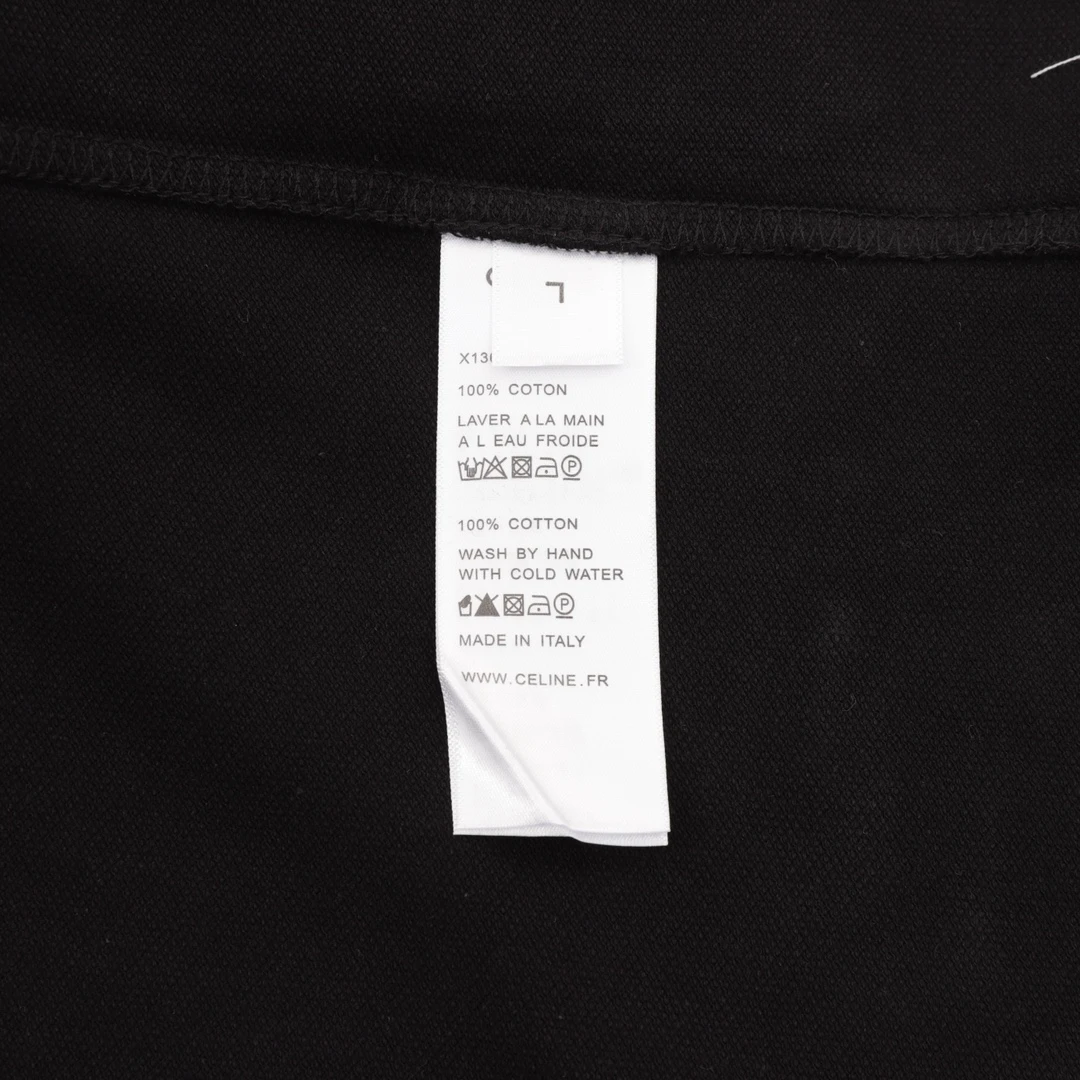 L
100% COTON
LAVER A LA MAIN
A L EAU FROIDE
P
100% COTTON
WASH BY HAND
WITH COLD WATER
P
MADE IN ITALY
WWW.CELINE.FR